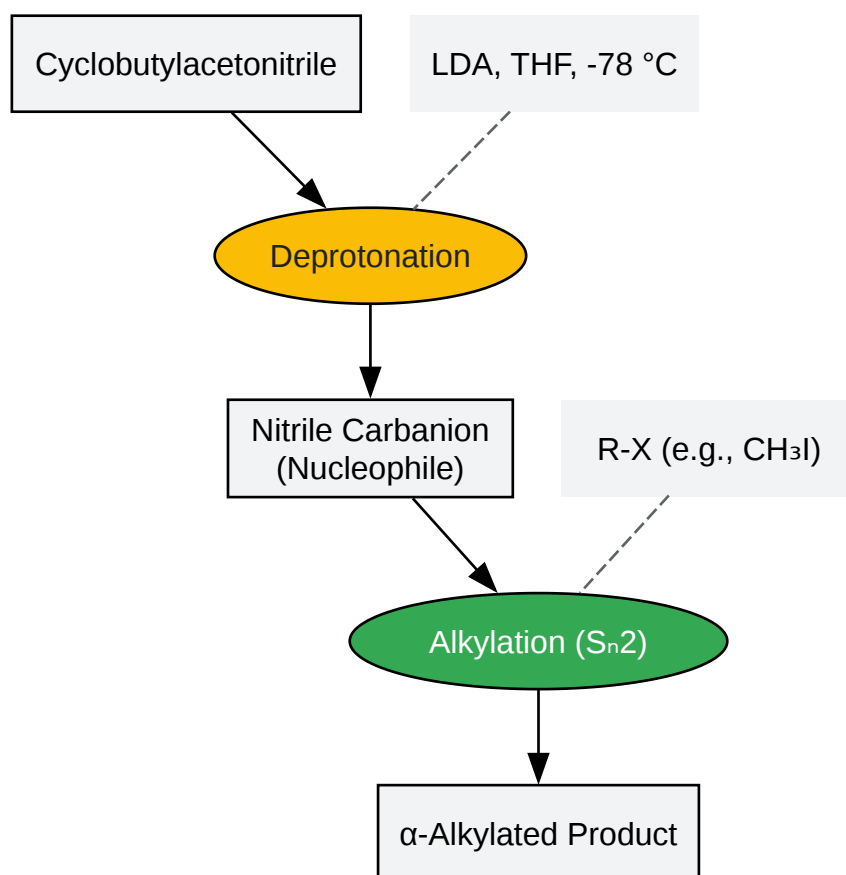 Cyclobutylacetonitrile
LDA, THF, -78 °C
Deprotonation
Nitrile Carbanion
(Nucleophile)
R-X (e.g., CH₃I)
Alkylation (Sₙ2)
α-Alkylated Product